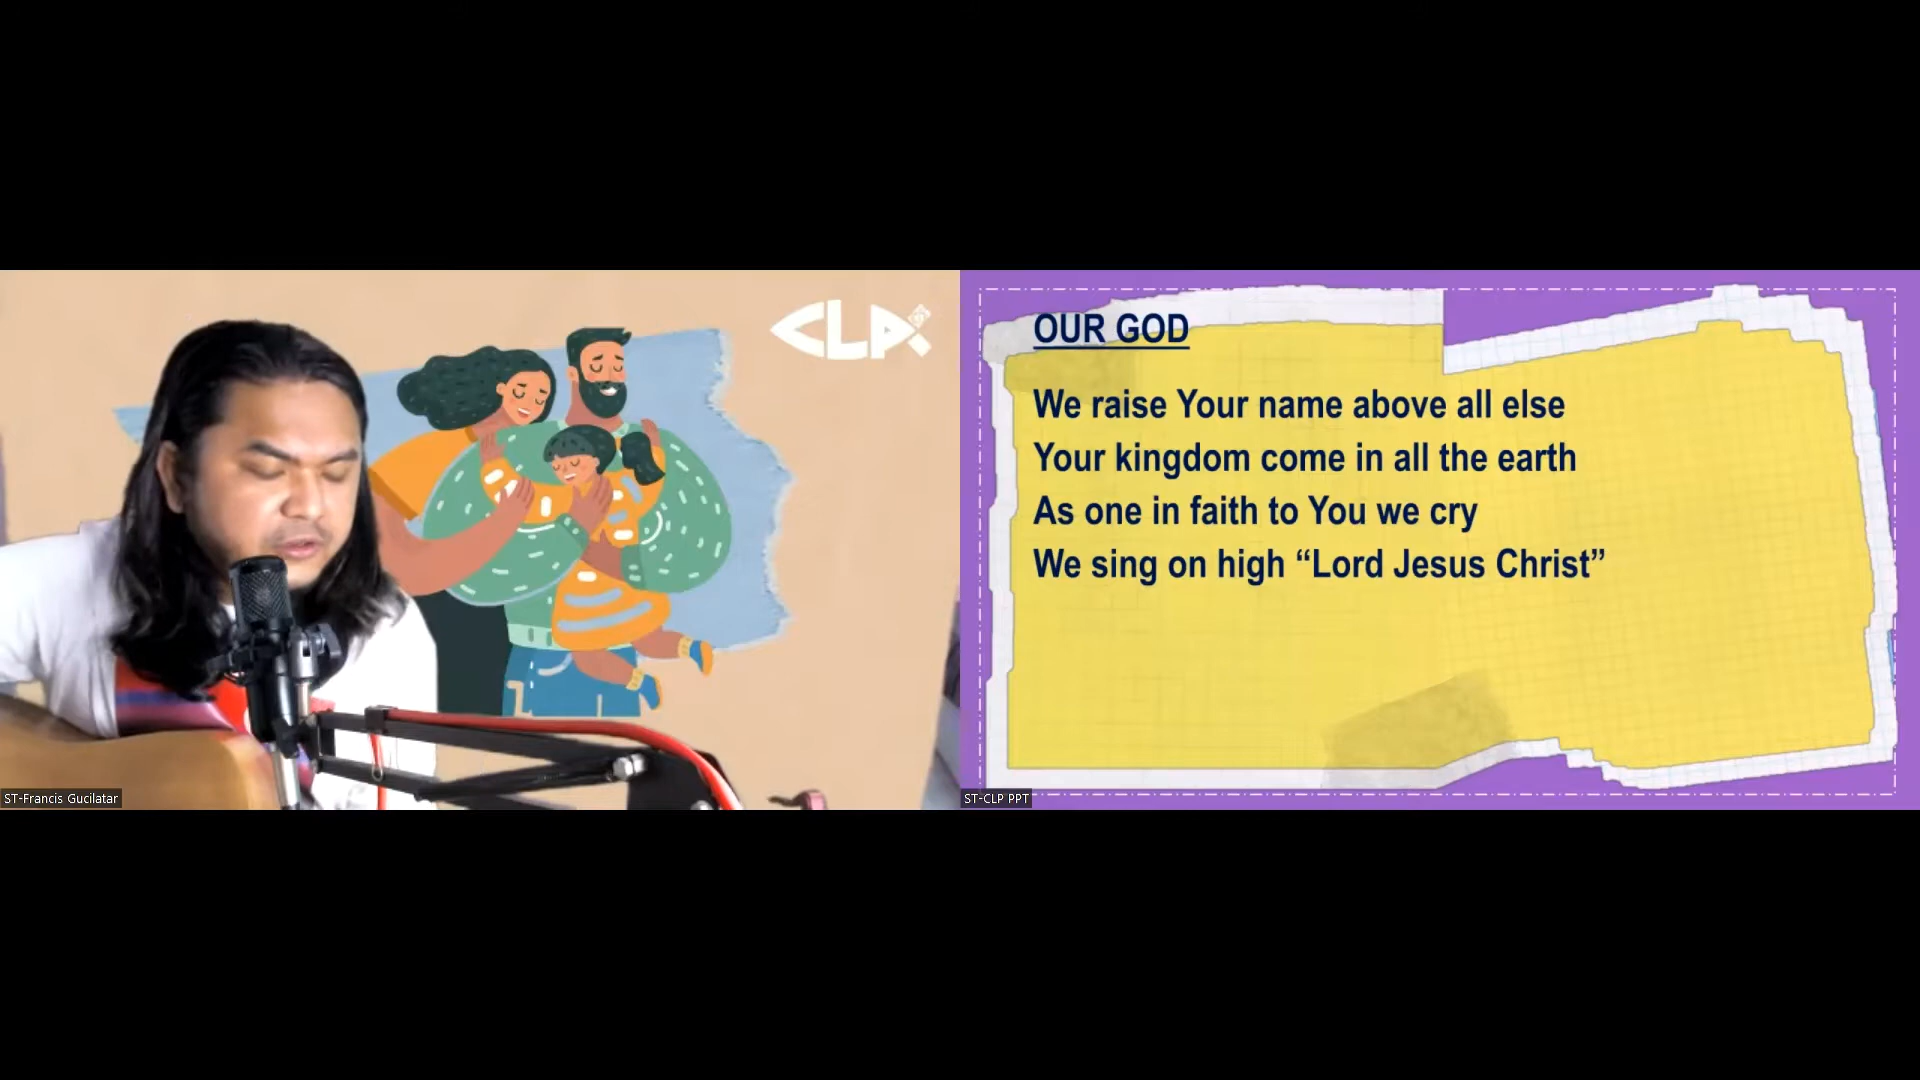 CLP
ST-Francis Gucilatar
OUR GOD
We raise Your name above all else
Your kingdom come in all the earth
As one in faith to You we cry
We sing on high “Lord Jesus Christ”
ST-CLP PPT